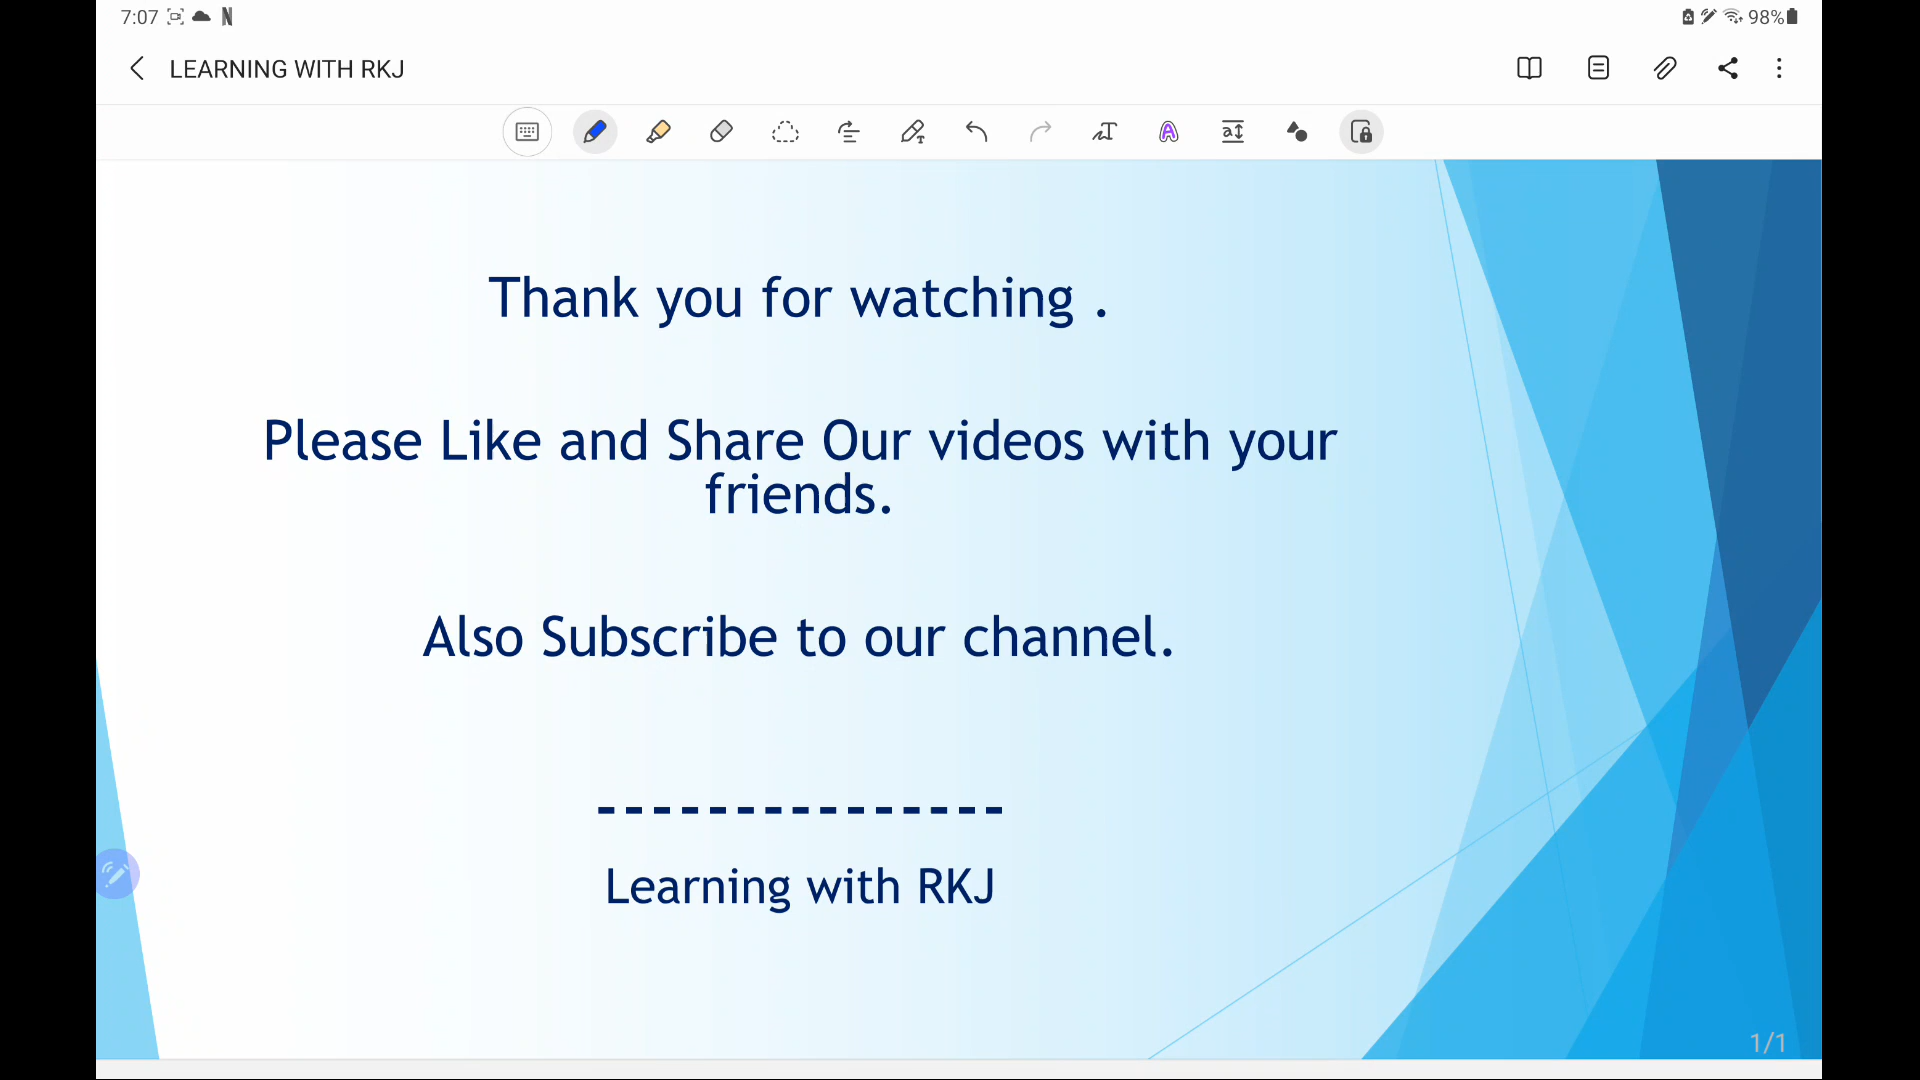 7:07 N 98%
LEARNING WITH RKJ
Thank you for watching .
Please Like and Share Our videos with your
friends.
Also Subscribe to our channel.
---------------
Learning with RKJ
1/1